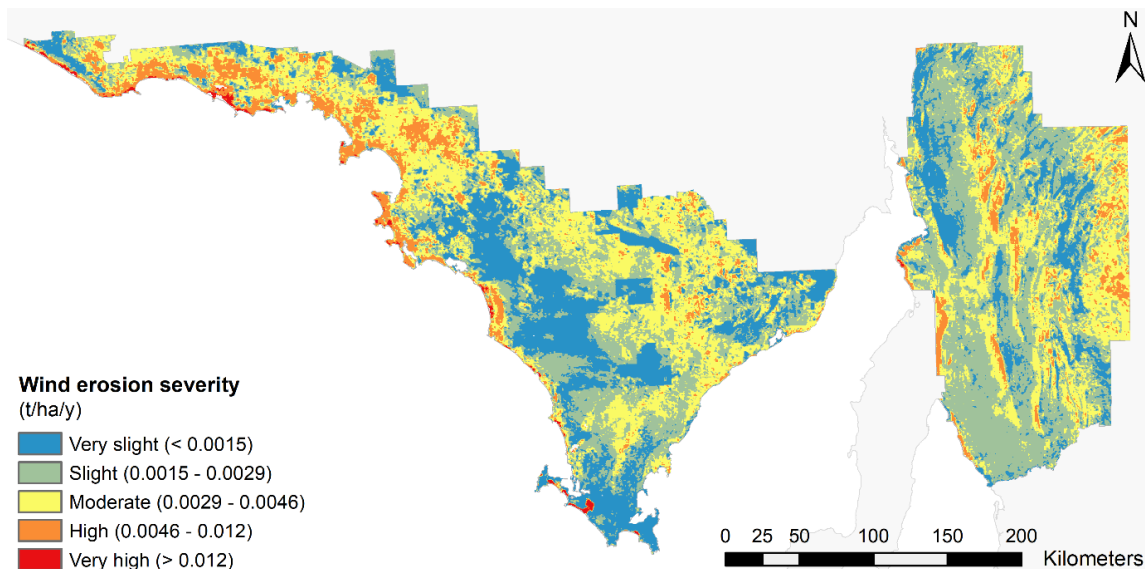 N
Wind erosion severity
(t/ha/y)
Very slight (< 0.0015)
Slight (0.0015 - 0.0029)
Moderate (0.0029 - 0.0046)
High (0.0046 - 0.012)
Very high (> 0.012)
0 25 50 100 150 200
Kilometers